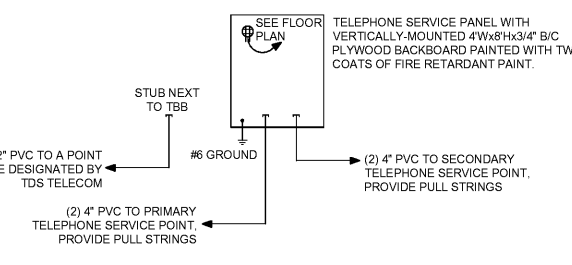 SEE FLOOR
PLAN
TELEPHONE SERVICE PANEL WITH
VERTICALLY-MOUNTED 4'Wx8'Hx3/4" B/C
PLYWOOD BACKBOARD PAINTED WITH TW
COATS OF FIRE RETARDANT PAINT.
STUB NEXT
TO TBB
#6 GROUND
2" PVC TO A POINT
E DESIGNATED BY
TDS TELECOM
(2) 4" PVC TO SECONDARY
TELEPHONE SERVICE POINT,
PROVIDE PULL STRINGS
(2) 4" PVC TO PRIMARY
TELEPHONE SERVICE POINT,
PROVIDE PULL STRINGS